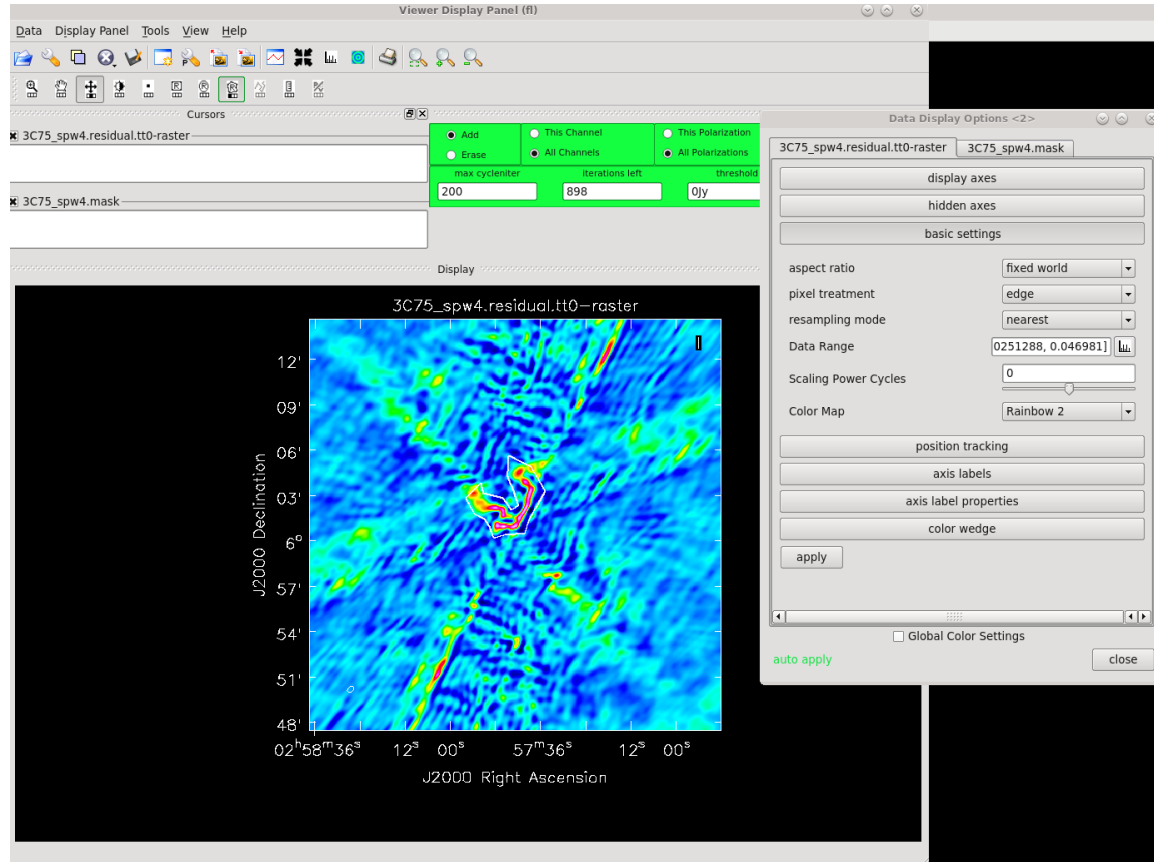 Viewer Display Panel (fl)
Data Display Panel Tools View Help
Cursors
3C75_spw4.residual.tt0-raster
3C75_spw4.mask
Add
Erase
This Channel
All Channels
This Polarization
All Polarizations
max cycleniter
iterations left
threshold
200
898
0Jy
Display
3C75_spw4.residual.tt0-raster
I
12'
09'
06'
03'
6°
57'
54'
51'
48'
J2000 Declination
02ʰ58ᵐ36ˢ 12ˢ 00ˢ 57ᵐ36ˢ 12ˢ 00ˢ
J2000 Right Ascension
Data Display Options <2>
3C75_spw4.residual.tt0-raster 3C75_spw4.mask
display axes
hidden axes
basic settings
aspect ratio fixed world
pixel treatment edge
resampling mode nearest
Data Range 0251288, 0.046981]
Scaling Power Cycles 0
Color Map Rainbow 2
position tracking
axis labels
axis label properties
color wedge
apply
Global Color Settings
auto apply
close